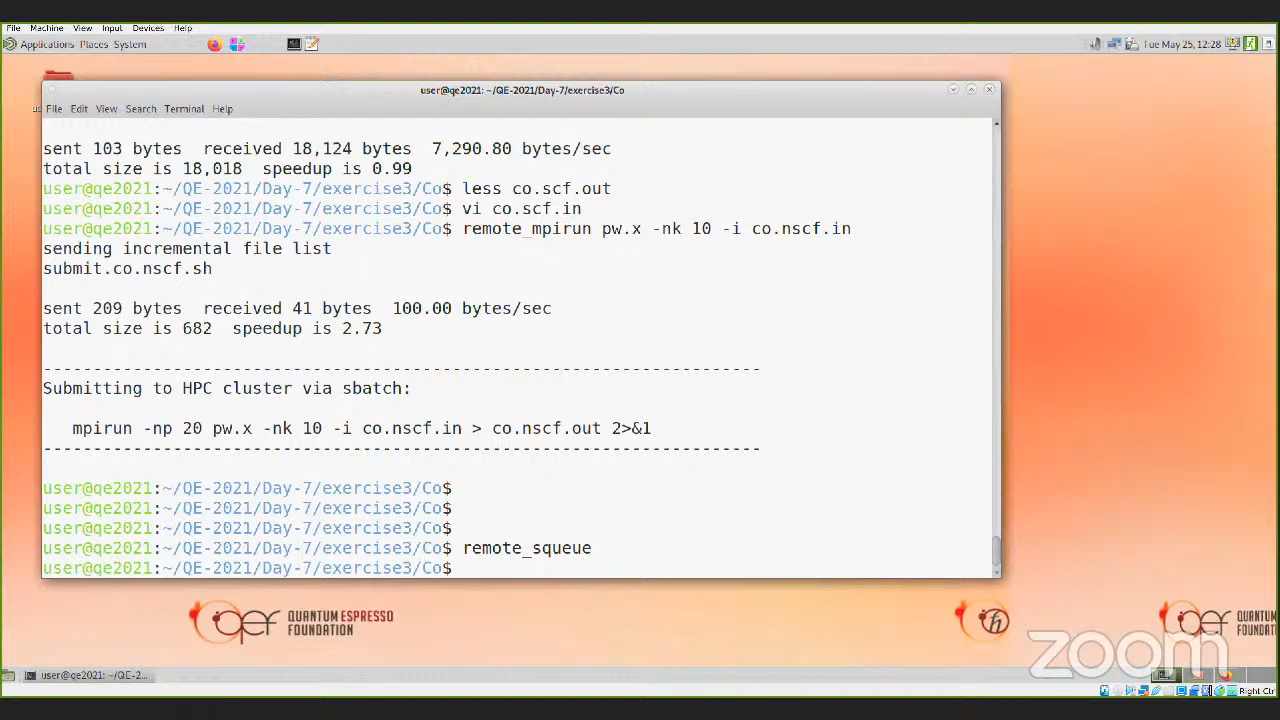 File Machine View Input Devices Help
Applications Places System
Tue May 25, 12:28
user@qe2021: ~/QE-2021/Day-7/exercise3/Co
File Edit View Search Terminal Help
sent 103 bytes  received 18,124 bytes  7,290.80 bytes/sec
total size is 18,018  speedup is 0.99
user@qe2021:~/QE-2021/Day-7/exercise3/Co$ less co.scf.out
user@qe2021:~/QE-2021/Day-7/exercise3/Co$ vi co.scf.in
user@qe2021:~/QE-2021/Day-7/exercise3/Co$ remote_mpirun pw.x -nk 10 -i co.nscf.in
sending incremental file list
submit.co.nscf.sh
sent 209 bytes  received 41 bytes  100.00 bytes/sec
total size is 682  speedup is 2.73
------------------------------------------------------------------------
Submitting to HPC cluster via sbatch:
mpirun -np 20 pw.x -nk 10 -i co.nscf.in > co.nscf.out 2>&1
------------------------------------------------------------------------
user@qe2021:~/QE-2021/Day-7/exercise3/Co$
user@qe2021:~/QE-2021/Day-7/exercise3/Co$
user@qe2021:~/QE-2021/Day-7/exercise3/Co$
user@qe2021:~/QE-2021/Day-7/exercise3/Co$ remote_squeue
user@qe2021:~/QE-2021/Day-7/exercise3/Co$
QUANTUM ESPRESSO
FOUNDATION
QUANTUM
FOUNDAT
zoom
user@qe2021: ~/QE-2...
Right Ctrl